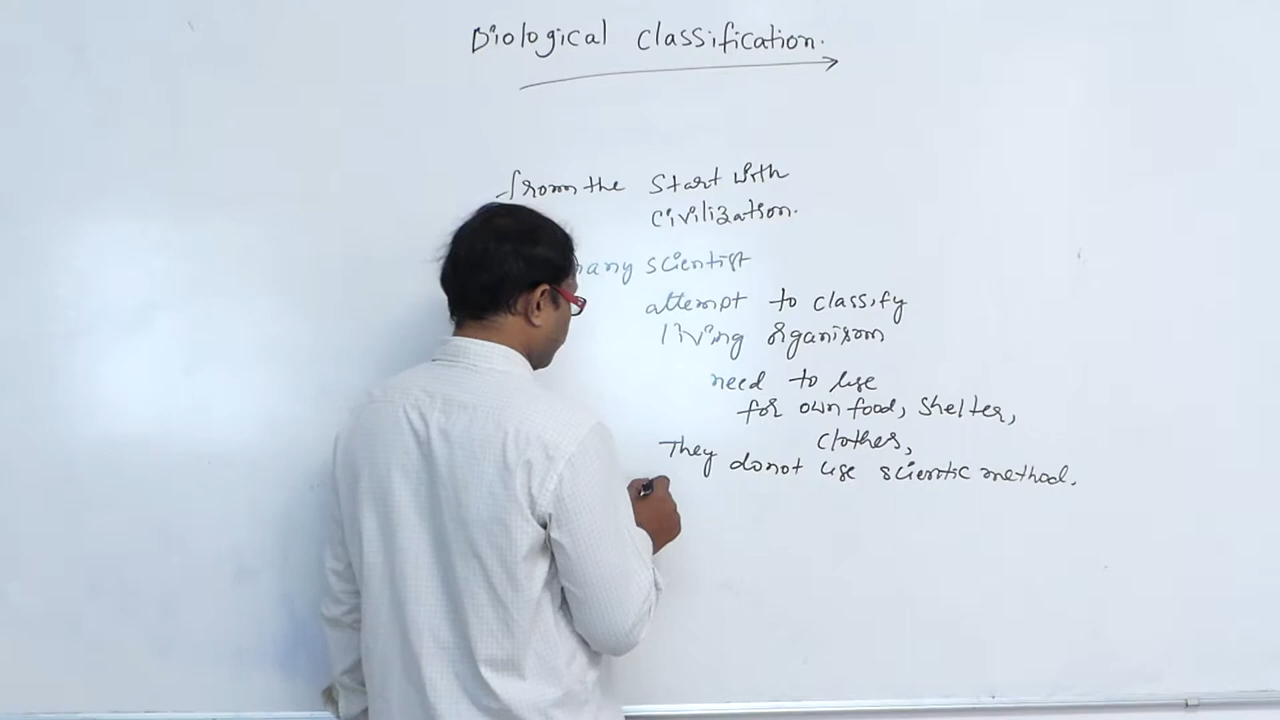 Biological classification.
from the start with
civilization.
many scientist
attempt to classify
living organism
need to use
for own food, shelter,
clothes,
They donot use scientic method.